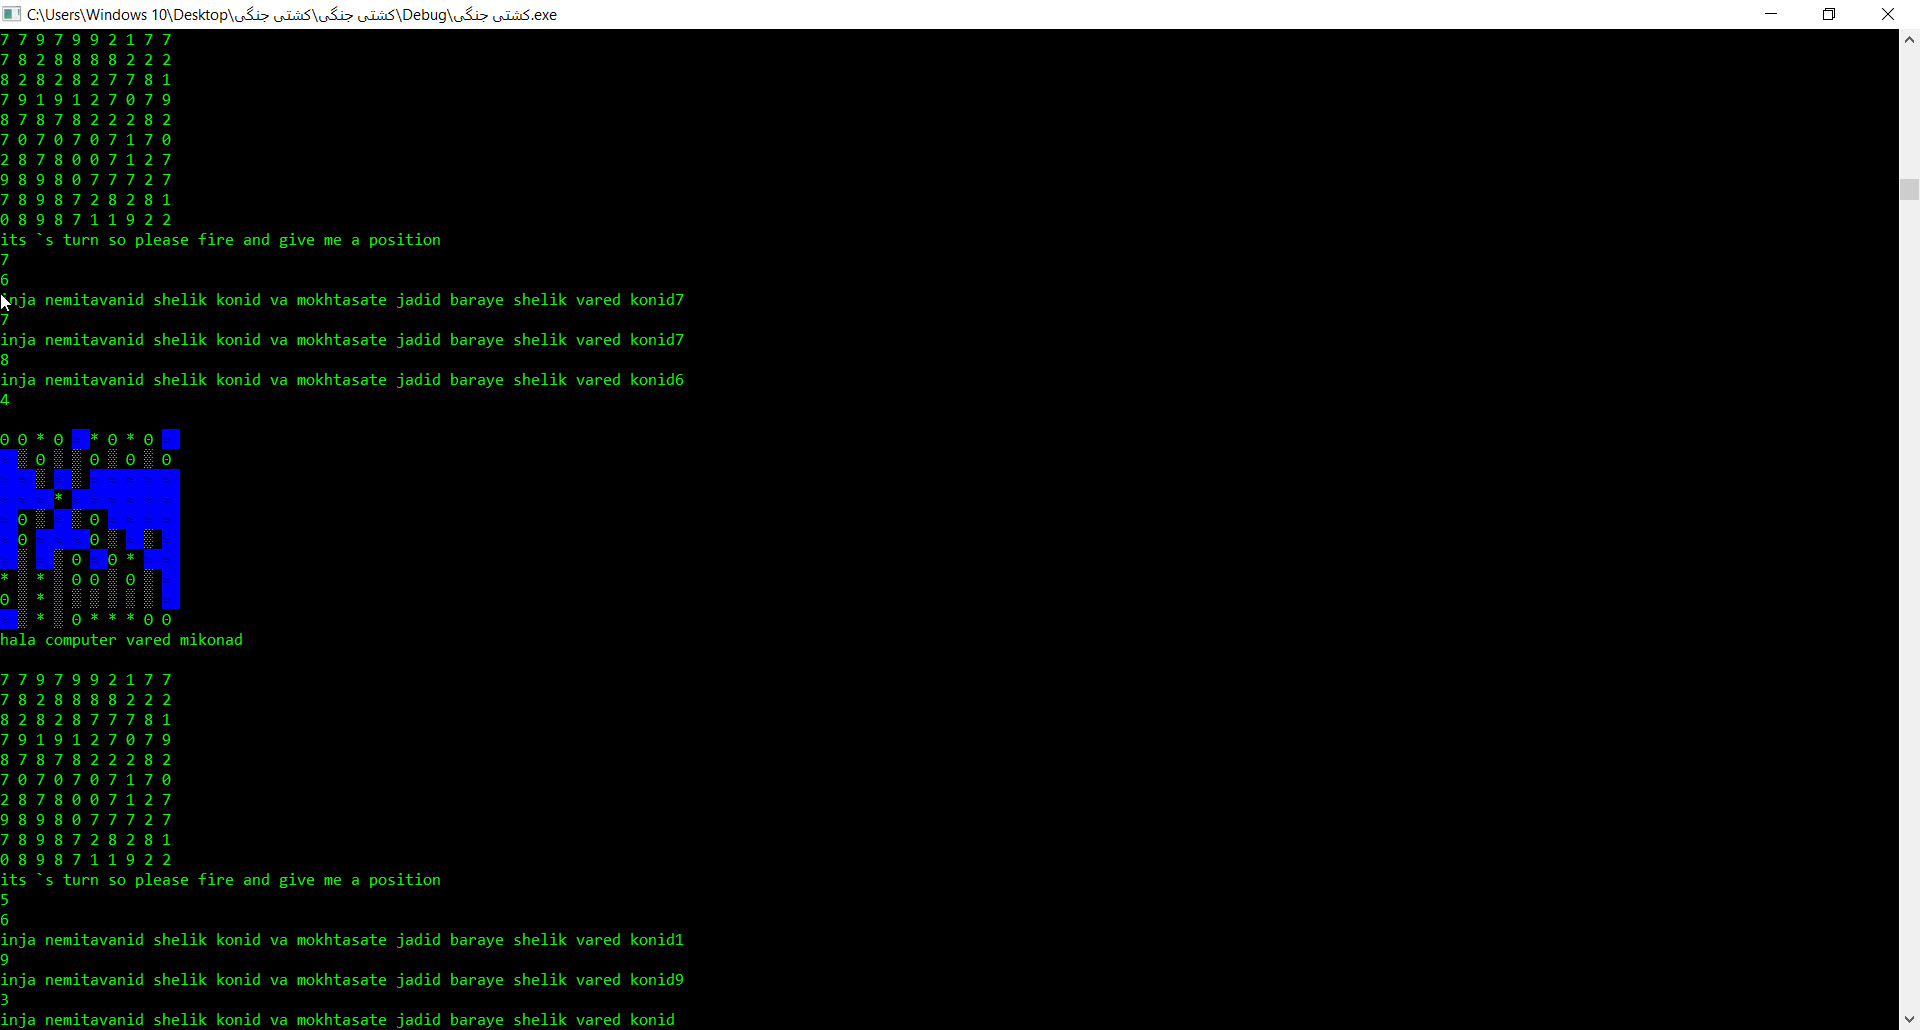 C:\Users\Windows 10\Desktop\کشتی جنگی\کشتی جنگی\Debug\کشتی جنگی.exe
7 7 9 7 9 9 2 1 7 7
7 8 2 8 8 8 8 2 2 2
8 2 8 2 8 2 7 7 8 1
7 9 1 9 1 2 7 0 7 9
8 7 8 7 8 2 2 2 8 2
7 0 7 0 7 0 7 1 7 0
2 8 7 8 0 0 7 1 2 7
9 8 9 8 0 7 7 7 2 7
7 8 9 8 7 2 8 2 8 1
0 8 9 8 7 1 1 9 2 2
its `s turn so please fire and give me a position
7
6
inja nemitavanid shelik konid va mokhtasate jadid baraye shelik vared konid7
7
inja nemitavanid shelik konid va mokhtasate jadid baraye shelik vared konid7
8
inja nemitavanid shelik konid va mokhtasate jadid baraye shelik vared konid6
4
0 0 * 0 ≈ * 0 * 0 ≈
≈ ▒ 0 ▒ ▒ 0 ▒ 0 ▒ 0
≈ ≈ ▒ ≈ ▒ ≈ ≈ ≈ ≈ ≈
≈ ≈ ≈ * ≈ ≈ ≈ ≈ ≈ ≈
≈ 0 ▒ ≈ ▒ 0 ≈ ≈ ≈ ≈
≈ 0 ≈ ≈ ≈ 0 ▒ ≈ ▒ ≈
≈ ▒ ≈ ▒ 0 ≈ 0 * ≈ ≈
* ▒ * ▒ 0 0 ▒ 0 ▒ ≈
0 ▒ * ▒ ▒ ▒ ▒ ▒ ▒ ≈
≈ ▒ * ▒ 0 * * * 0 0
hala computer vared mikonad
7 7 9 7 9 9 2 1 7 7
7 8 2 8 8 8 8 2 2 2
8 2 8 2 8 7 7 7 8 1
7 9 1 9 1 2 7 0 7 9
8 7 8 7 8 2 2 2 8 2
7 0 7 0 7 0 7 1 7 0
2 8 7 8 0 0 7 1 2 7
9 8 9 8 0 7 7 7 2 7
7 8 9 8 7 2 8 2 8 1
0 8 9 8 7 1 1 9 2 2
its `s turn so please fire and give me a position
5
6
inja nemitavanid shelik konid va mokhtasate jadid baraye shelik vared konid1
9
inja nemitavanid shelik konid va mokhtasate jadid baraye shelik vared konid9
3
inja nemitavanid shelik konid va mokhtasate jadid baraye shelik vared konid